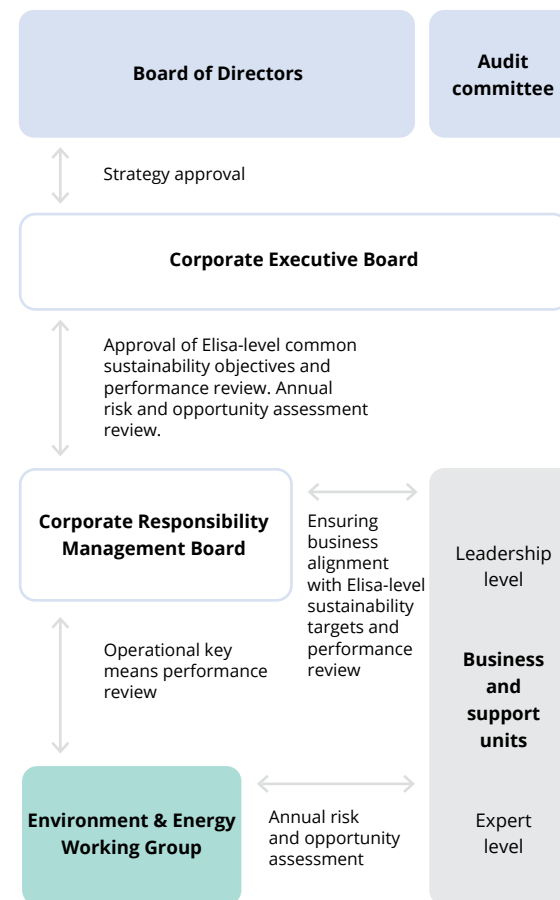 Board of Directors
Audit
committee
Strategy approval
Corporate Executive Board
Approval of Elisa-level common
sustainability objectives and
performance review. Annual
risk and opportunity assessment
review.
Corporate Responsibility
Management Board
Ensuring
business
alignment
with Elisa-level
sustainability
targets and
performance
review
Leadership
level
Business
and
support
units
Operational key
means performance
review
Environment & Energy
Working Group
Annual risk
and opportunity
assessment
Expert
level